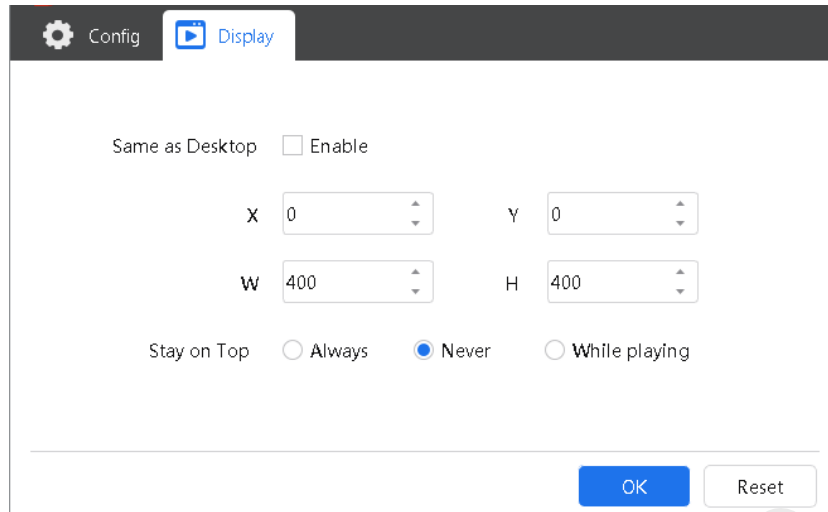 Config Display
Same as Desktop Enable
X 0 Y 0
W 400 H 400
Stay on Top Always Never While playing
OK Reset